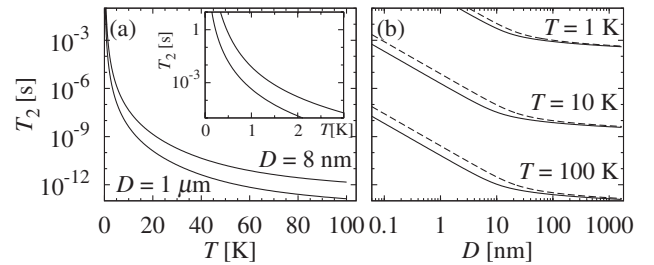 (a)
T₂ [s]
10⁻³
10⁻⁶
10⁻⁹
10⁻¹²
0 20 40 60 80 100
T [K]
D = 8 nm
D = 1 μm
T₂ [s]
1
10⁻³
0 1 2 T[K]
(b)
T = 1 K
T = 10 K
T = 100 K
0.1 1 10 100 1000
D [nm]